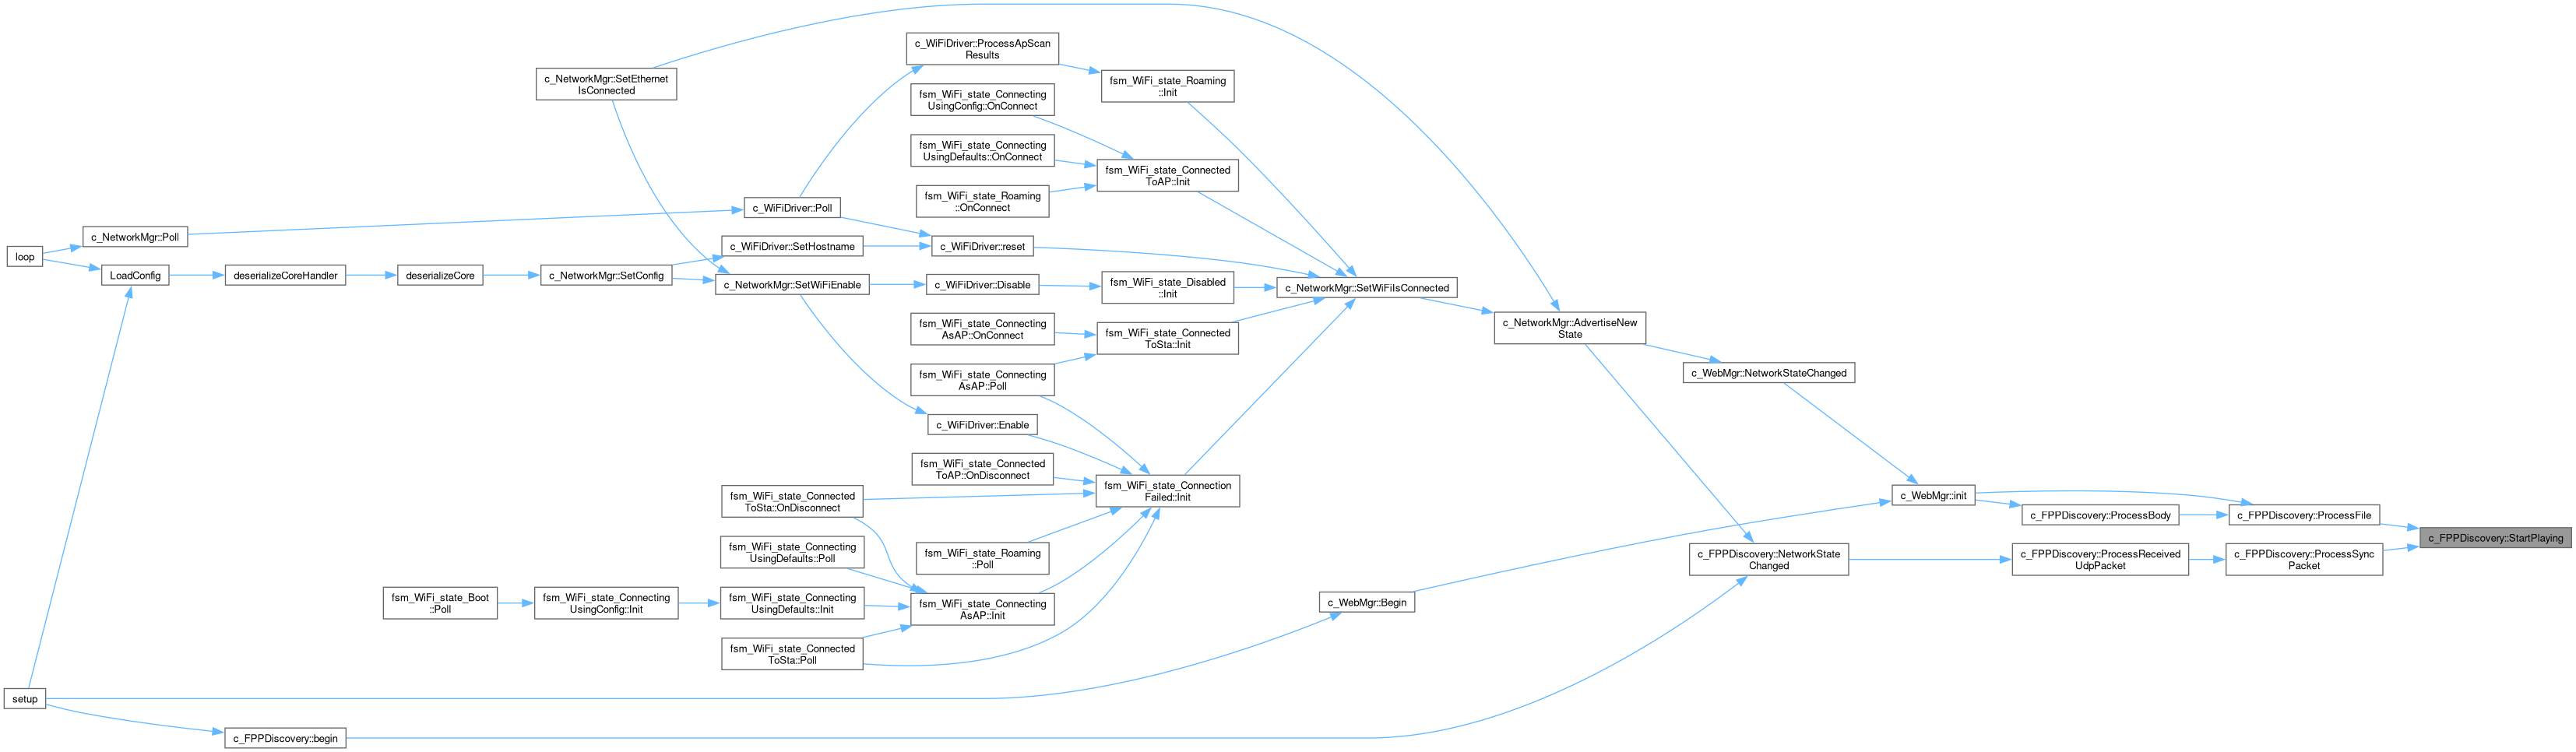 loop
setup
c_NetworkMgr::Poll
LoadConfig
deserializeCoreHandler
c_FPPDiscovery::begin
deserializeCore
fsm_WiFi_state_Boot
::Poll
c_NetworkMgr::SetEthernet
IsConnected
c_NetworkMgr::SetConfig
fsm_WiFi_state_Connecting
UsingConfig::Init
c_WiFiDriver::Poll
c_WiFiDriver::SetHostname
c_NetworkMgr::SetWiFiEnable
fsm_WiFi_state_Connected
ToSta::OnDisconnect
fsm_WiFi_state_Connecting
UsingDefaults::Poll
fsm_WiFi_state_Connecting
UsingDefaults::Init
fsm_WiFi_state_Connected
ToSta::Poll
c_WiFiDriver::ProcessApScan
Results
fsm_WiFi_state_Connecting
UsingConfig::OnConnect
fsm_WiFi_state_Connecting
UsingDefaults::OnConnect
fsm_WiFi_state_Roaming
::OnConnect
c_WiFiDriver::reset
c_WiFiDriver::Disable
fsm_WiFi_state_Connecting
AsAP::OnConnect
fsm_WiFi_state_Connecting
AsAP::Poll
c_WiFiDriver::Enable
fsm_WiFi_state_Connected
ToAP::OnDisconnect
fsm_WiFi_state_Roaming
::Poll
fsm_WiFi_state_Connecting
AsAP::Init
fsm_WiFi_state_Roaming
::Init
fsm_WiFi_state_Connected
ToAP::Init
fsm_WiFi_state_Disabled
::Init
fsm_WiFi_state_Connected
ToSta::Init
fsm_WiFi_state_Connection
Failed::Init
c_NetworkMgr::SetWiFiIsConnected
c_WebMgr::Begin
c_NetworkMgr::AdvertiseNew
State
c_WebMgr::NetworkStateChanged
c_FPPDiscovery::NetworkState
Changed
c_WebMgr::init
c_FPPDiscovery::ProcessBody
c_FPPDiscovery::ProcessReceived
UdpPacket
c_FPPDiscovery::ProcessFile
c_FPPDiscovery::ProcessSync
Packet
c_FPPDiscovery::StartPlaying